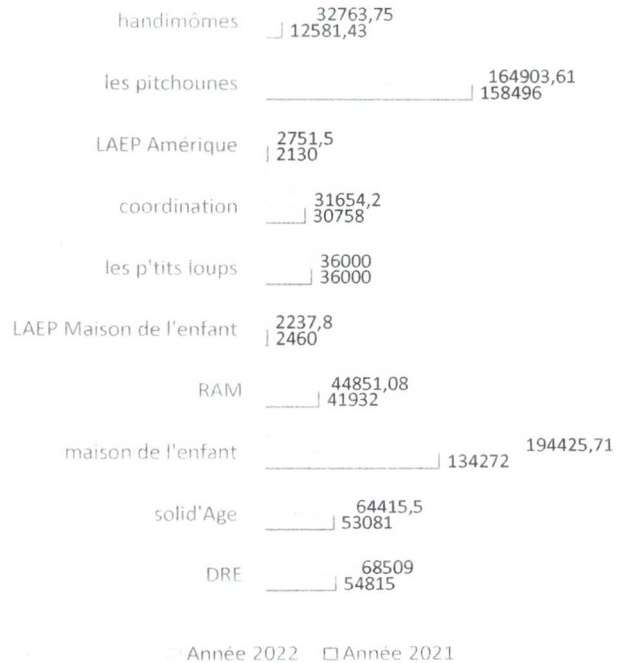 handimômes 32763,75
12581,43
les pitchounes 164903,61
158496
LAEP Amérique 2751,5
2130
coordination 31654,2
30758
les p'tits loups 36000
36000
LAEP Maison de l'enfant 2237,8
2460
RAM 44851,08
41932
maison de l'enfant 194425,71
134272
solid'Age 64415,5
53081
DRE 68509
54815
Année 2022 Année 2021